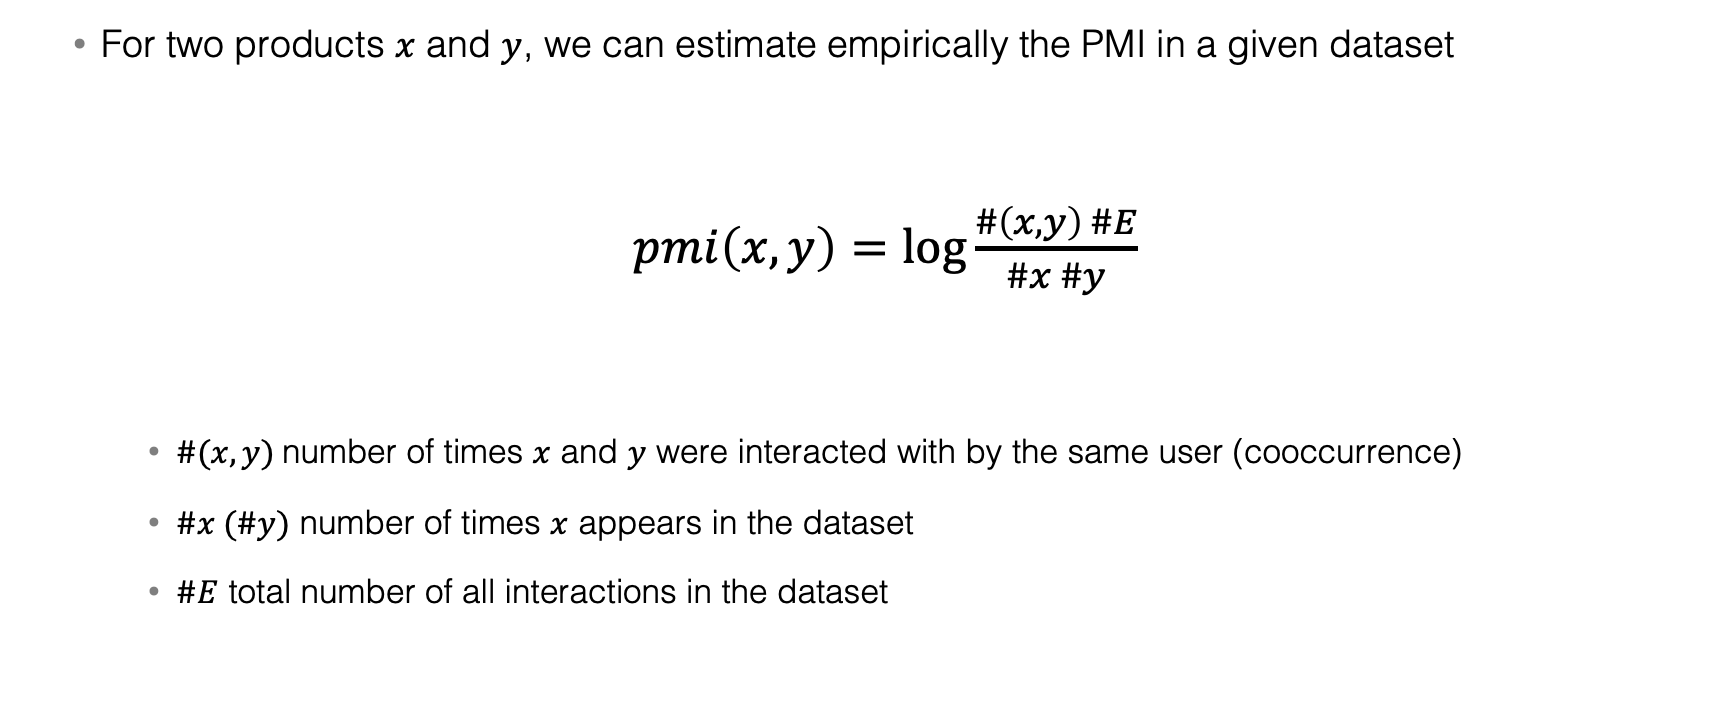 • For two products x and y, we can estimate empirically the PMI in a given dataset
pmi(x, y) = log #(x,y) #E / #x #y
• #(x, y) number of times x and y were interacted with by the same user (cooccurrence)
• #x (#y) number of times x appears in the dataset
• #E total number of all interactions in the dataset